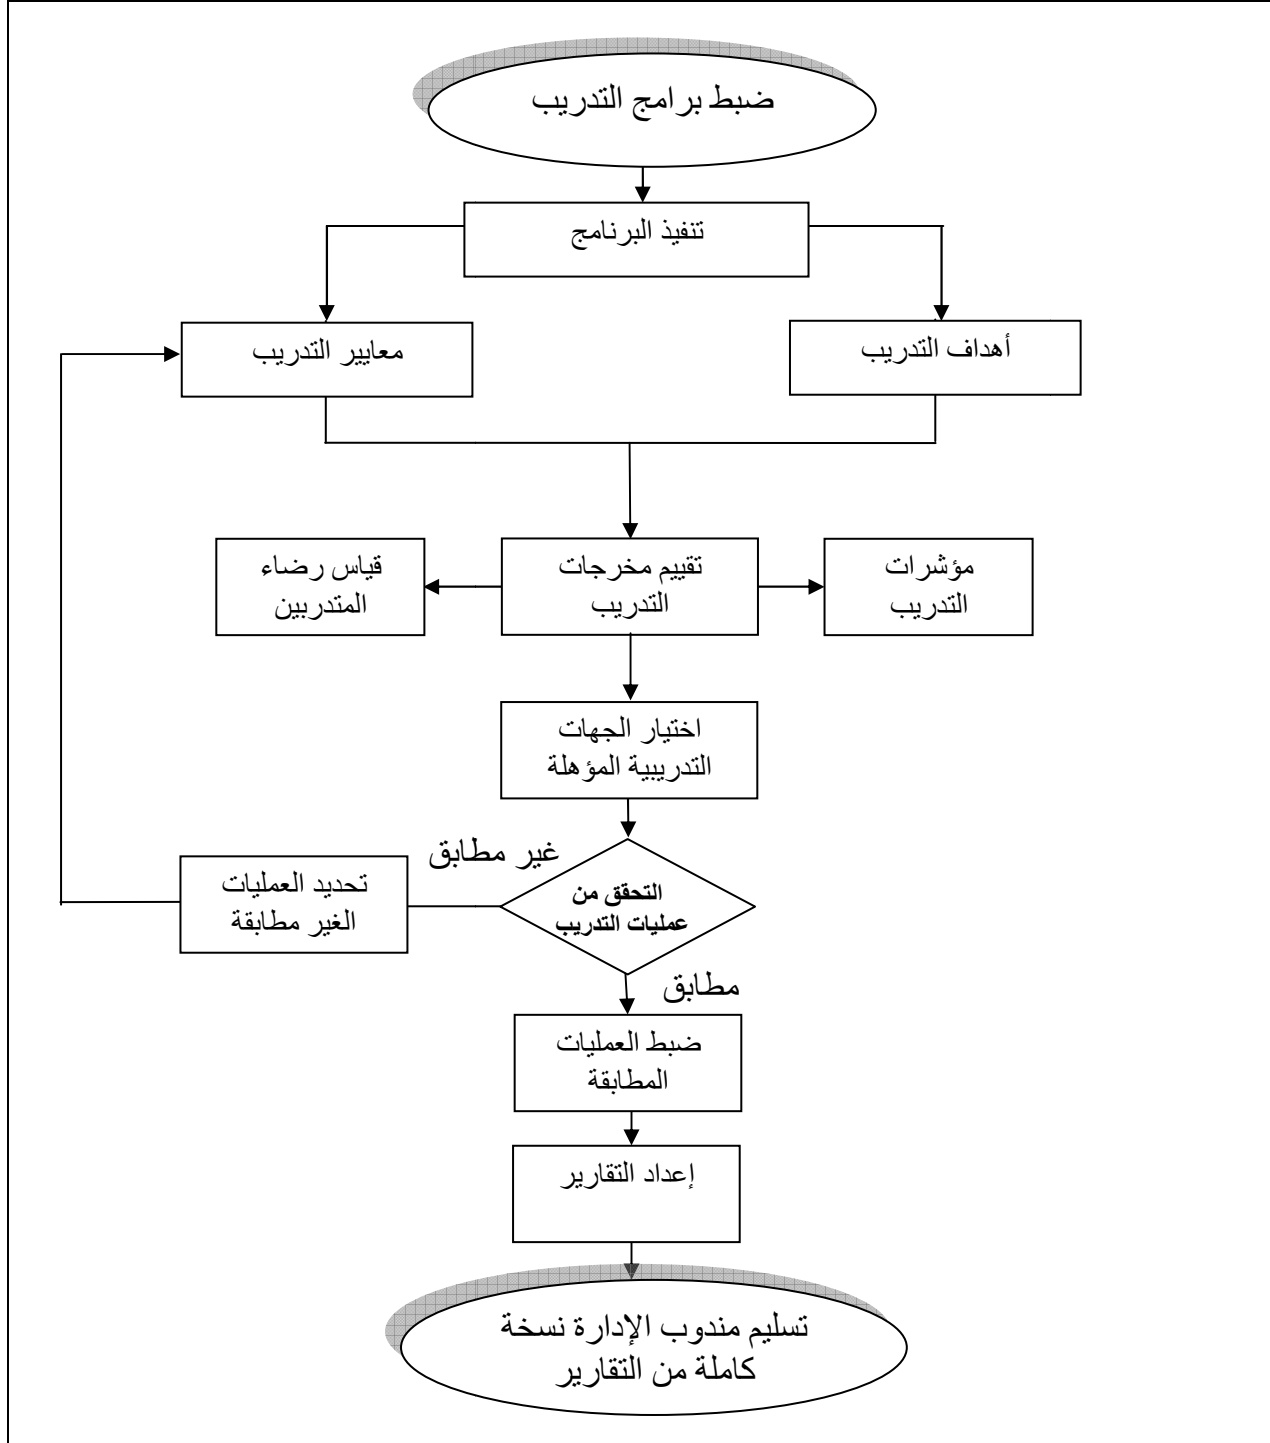 ضبط برامج التدريب
تنفيذ البرنامج
أهداف التدريب
معايير التدريب
مؤشرات
التدريب
تقييم مخرجات
التدريب
قياس رضاء
المتدربين
اختيار الجهات
التدريبية المؤهلة
غير مطابق
التحقق من
عمليات التدريب
تحديد العمليات
الغير مطابقة
مطابق
ضبط العمليات
المطابقة
إعداد التقارير
تسليم مندوب الإدارة نسخة
كاملة من التقارير